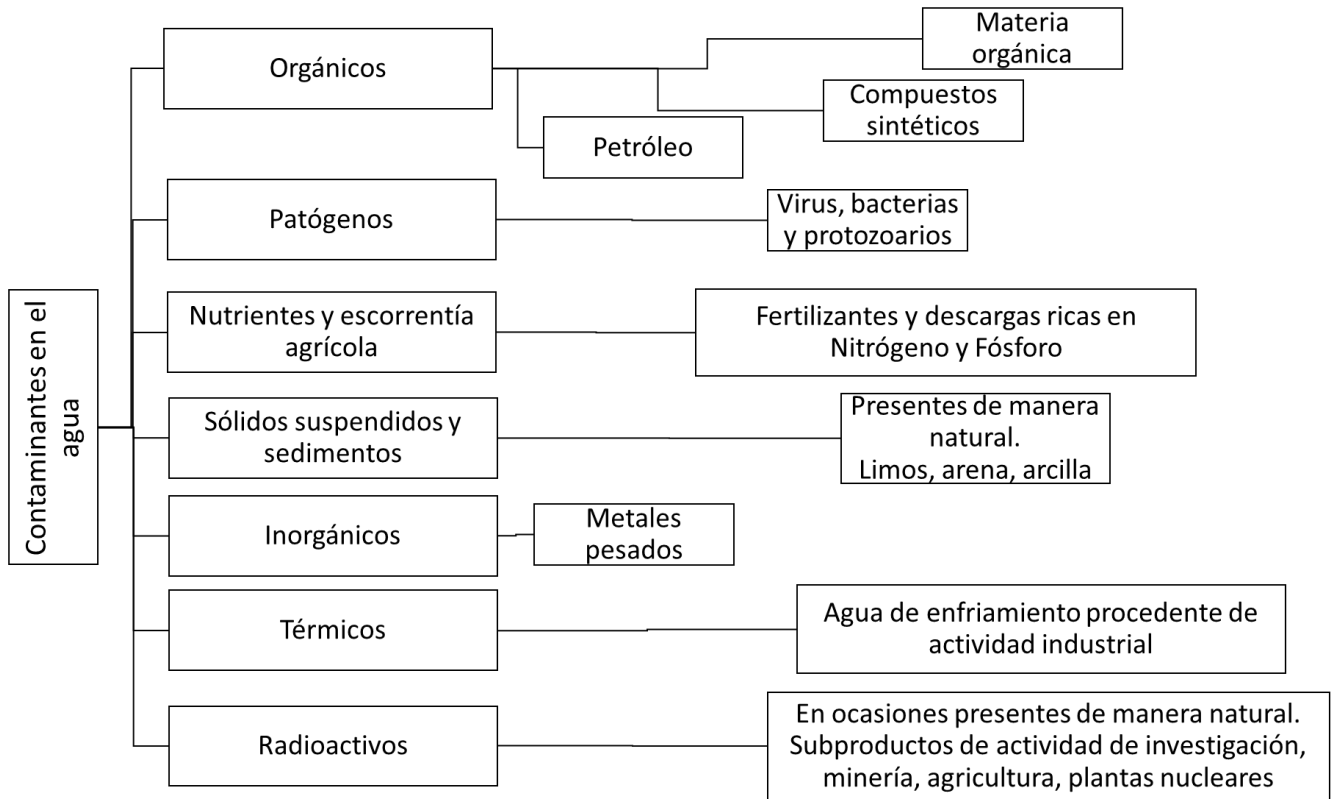 Contaminantes en el
agua
Orgánicos
Materia
orgánica
Compuestos
sintéticos
Petróleo
Patógenos
Virus, bacterias
y protozoarios
Nutrientes y escorrentía
agrícola
Fertilizantes y descargas ricas en
Nitrógeno y Fósforo
Sólidos suspendidos y
sedimentos
Presentes de manera
natural.
Limos, arena, arcilla
Inorgánicos
Metales
pesados
Térmicos
Agua de enfriamiento procedente de
actividad industrial
Radioactivos
En ocasiones presentes de manera natural.
Subproductos de actividad de investigación,
minería, agricultura, plantas nucleares